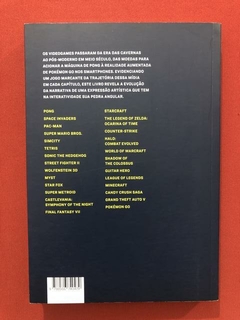 OS VIDEOGAMES PASSARAM DA ERA DAS CAVERNAS
AO PÓS-MODERNO EM MEIO SÉCULO, DAS MOEDAS PARA
ACIONAR A MÁQUINA DE PONG À REALIDADE AUMENTADA
DE POKÉMON GO NOS SMARTPHONES. EVIDENCIANDO
UM JOGO MARCANTE DA TRAJETÓRIA DESSA MÍDIA
EM CADA CAPÍTULO, ESTE LIVRO REVELA A EVOLUÇÃO
DA NARRATIVA DE UMA EXPRESSÃO ARTÍSTICA QUE TEM
NA INTERATIVIDADE SUA PEDRA ANGULAR.
PONG
SPACE INVADERS
PAC-MAN
SUPER MARIO BROS.
SIMCITY
TETRIS
SONIC THE HEDGEHOG
STREET FIGHTER II
WOLFENSTEIN 3D
MYST
STAR FOX
SUPER METROID
CASTLEVANIA:
SYMPHONY OF THE NIGHT
FINAL FANTASY VII
STARCRAFT
THE LEGEND OF ZELDA:
OCARINA OF TIME
COUNTER-STRIKE
HALO:
COMBAT EVOLVED
WORLD OF WARCRAFT
SHADOW OF
THE COLOSSUS
GUITAR HERO
LEAGUE OF LEGENDS
MINECRAFT
CANDY CRUSH SAGA
GRAND THEFT AUTO V
POKÉMON GO